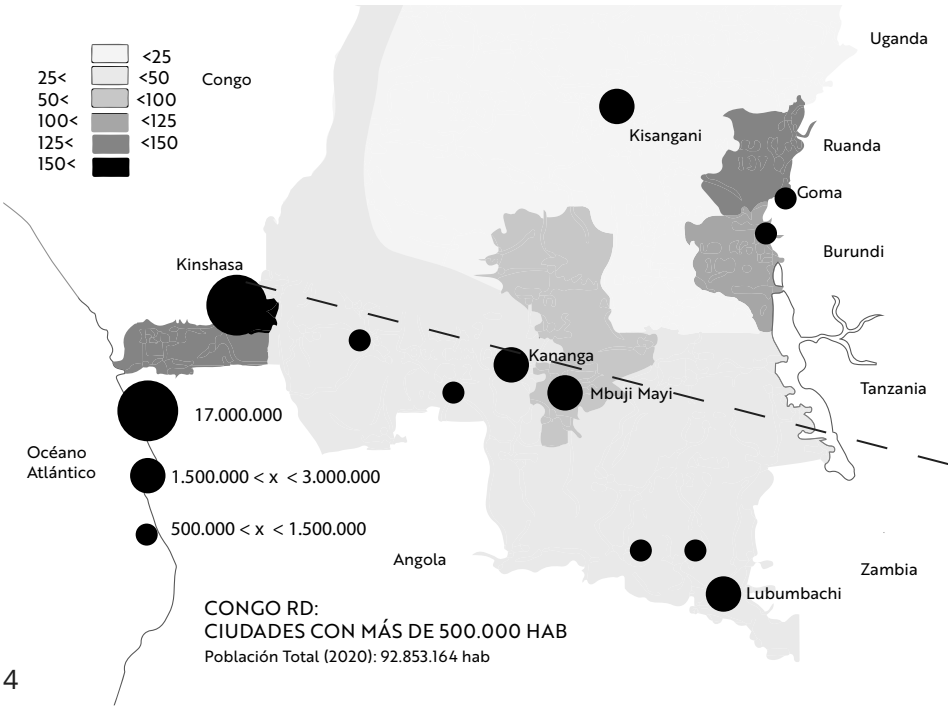 Uganda
<25
25< <50
Congo
50< <100
100< <125
125< <150
150<
Kisangani
Ruanda
Goma
Burundi
Kinshasa
Kananga
Mbuji Mayi
Tanzania
17.000.000
Océano
Atlántico
1.500.000 < x < 3.000.000
500.000 < x < 1.500.000
Angola
Zambia
Lubumbachi
CONGO RD:
CIUDADES CON MÁS DE 500.000 HAB
Población Total (2020): 92.853.164 hab
4